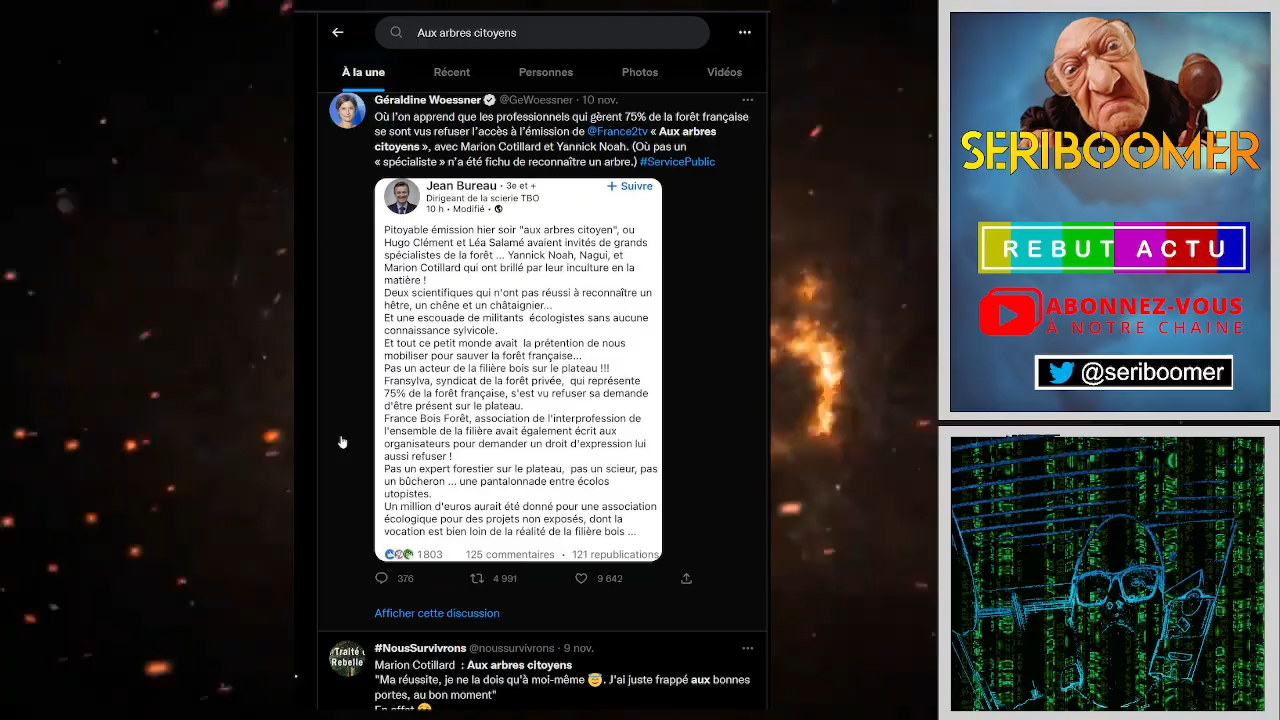 Aux arbres citoyens
À la une
Récent
Personnes
Photos
Vidéos
Géraldine Woessner @GeWoessner · 10 nov.
Où l'on apprend que les professionnels qui gèrent 75% de la forêt française
se sont vus refuser l'accès à l'émission de @France2tv « Aux arbres
citoyens », avec Marion Cotillard et Yannick Noah. (Où pas un
« spécialiste » n'a été fichu de reconnaître un arbre.) #ServicePublic
Jean Bureau · 3e et +
+ Suivre
Dirigeant de la scierie TBO
10 h • Modifié •
Pitoyable émission hier soir "aux arbres citoyen", ou
Hugo Clément et Léa Salamé avaient invités de grands
spécialistes de la forêt ... Yannick Noah, Nagui, et
Marion Cotillard qui ont brillé par leur inculture en la
matière !
Deux scientifiques qui n'ont pas réussi à reconnaître un
hêtre, un chêne et un châtaignier...
Et une escouade de militants écologistes sans aucune
connaissance sylvicole.
Et tout ce petit monde avait la prétention de nous
mobiliser pour sauver la forêt française...
Pas un acteur de la filière bois sur le plateau !!!
Fransylva, syndicat de la forêt privée, qui représente
75% de la forêt française, s'est vu refuser sa demande
d'être présent sur le plateau.
France Bois Forêt, association de l'interprofession de
l'ensemble de la filière avait également écrit aux
organisateurs pour demander un droit d'expression lui
aussi refuser !
Pas un expert forestier sur le plateau, pas un scieur, pas
un bûcheron ... une pantalonnade entre écolos
utopistes.
Un million d'euros aurait été donné pour une association
écologique pour des projets non exposés, dont la
vocation est bien loin de la réalité de la filière bois ...
1 803
125 commentaires · 121 republications
376
4 991
9 642
Afficher cette discussion
#NousSurvivrons @noussurvivrons · 9 nov.
Traité
Rebelle
Marion Cotillard : Aux arbres citoyens
"Ma réussite, je ne la dois qu'à moi-même 😇. J'ai juste frappé aux bonnes
portes, au bon moment"
En effet
SERIBOOMER
REBUT ACTU
ABONNEZ-VOUS
À NOTRE CHAINE
@seriboomer